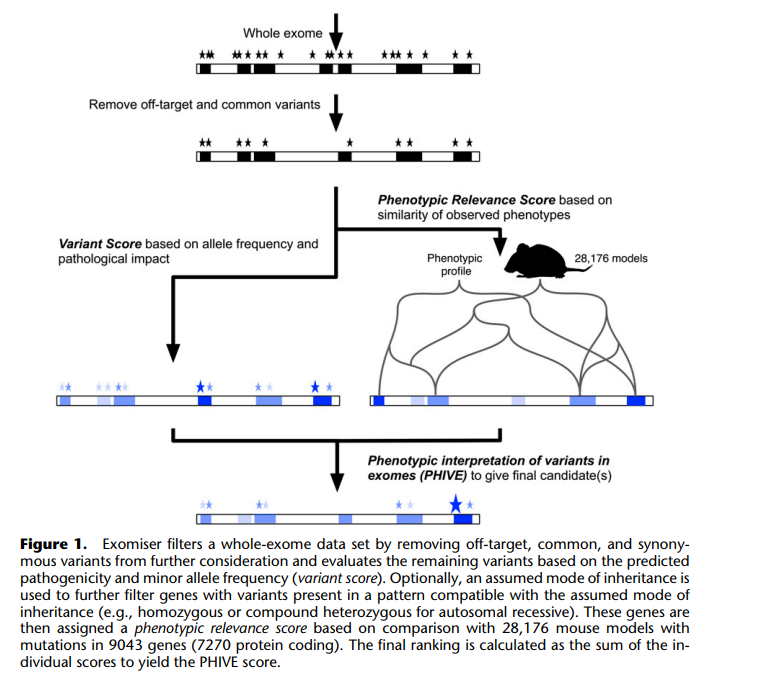 Whole exome
Remove off-target and common variants
Phenotypic Relevance Score based on
similarity of observed phenotypes
Variant Score based on allele frequency and
pathological impact
Phenotypic
profile
28,176 models
Phenotypic interpretation of variants in
exomes (PHIVE) to give final candidate(s)
Figure 1. Exomiser filters a whole-exome data set by removing off-target, common, and synony-
mous variants from further consideration and evaluates the remaining variants based on the predicted
pathogenicity and minor allele frequency (variant score). Optionally, an assumed mode of inheritance is
used to further filter genes with variants present in a pattern compatible with the assumed mode of
inheritance (e.g., homozygous or compound heterozygous for autosomal recessive). These genes are
then assigned a phenotypic relevance score based on comparison with 28,176 mouse models with
mutations in 9043 genes (7270 protein coding). The final ranking is calculated as the sum of the in-
dividual scores to yield the PHIVE score.